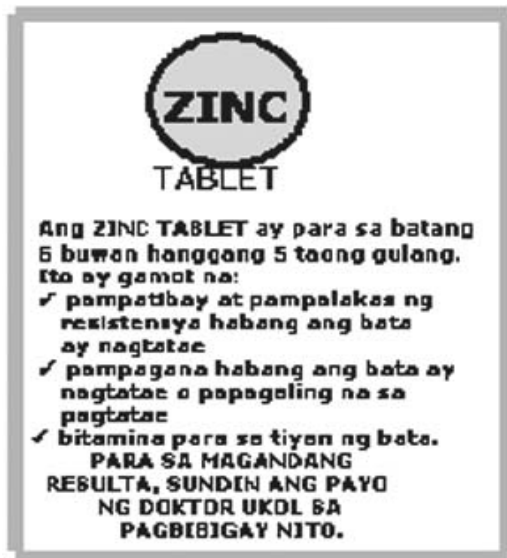 ZINC
TABLET
Ang ZINC TABLET ay para sa batang
6 buwan hanggang 5 taong gulang.
Ito ay gamot na:
✓ pampatibay at pampalakas ng
resistensya habang ang bata
ay nagtatae
✓ pampagana habang ang bata ay
nagtatae o papagaling na sa
pagtatae
✓ bitamina para sa tiyan ng bata.
PARA SA MAGANDANG
RESULTA, SUNDIN ANG PAYO
NG DOKTOR UKOL SA
PAGBIBIGAY NITO.